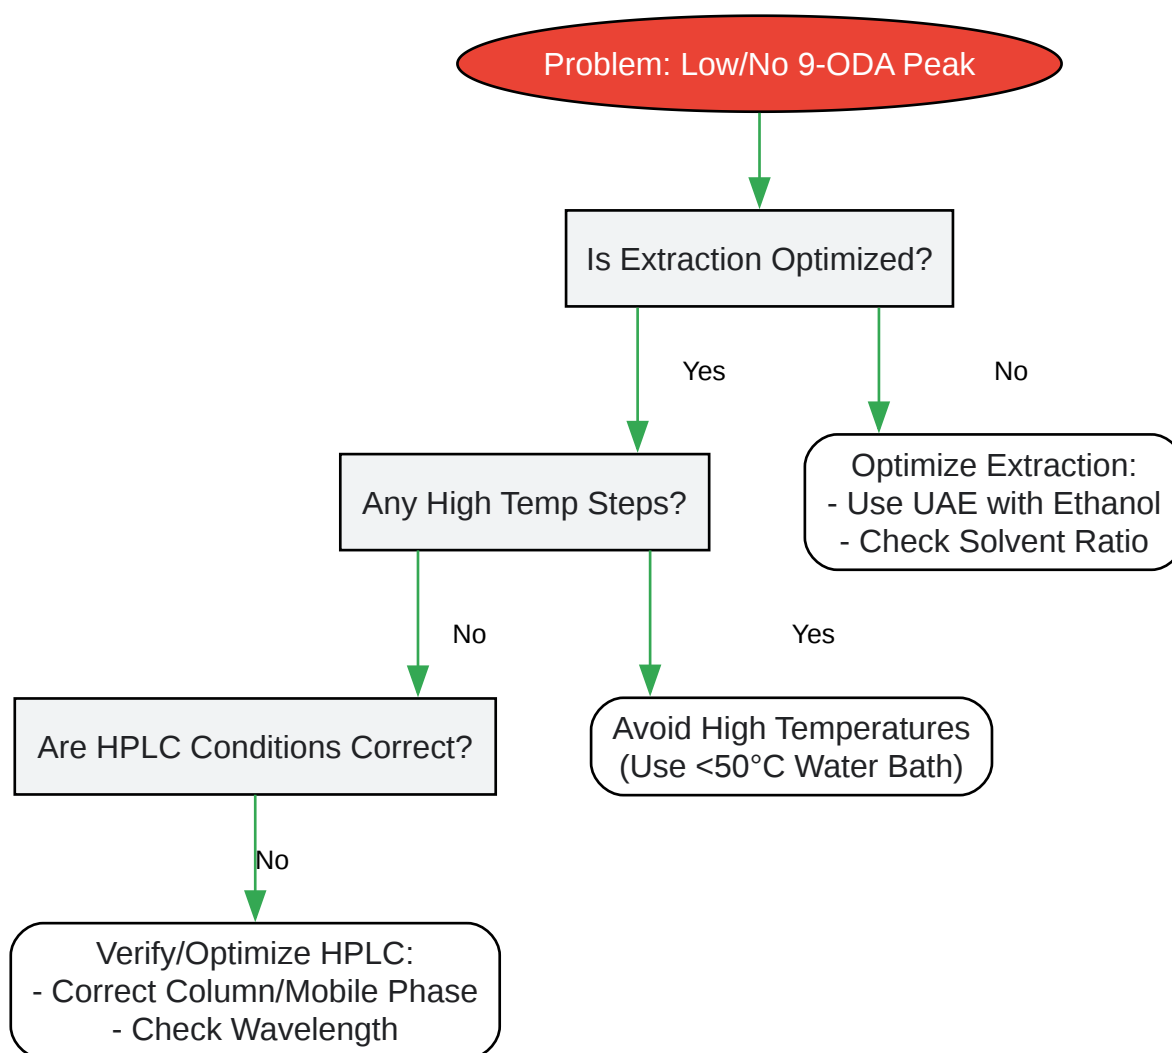 Problem: Low/No 9-ODA Peak
Is Extraction Optimized?
Yes
No
Optimize Extraction:
- Use UAE with Ethanol
- Check Solvent Ratio
Any High Temp Steps?
No
Yes
Avoid High Temperatures
(Use <50°C Water Bath)
Are HPLC Conditions Correct?
No
Verify/Optimize HPLC:
- Correct Column/Mobile Phase
- Check Wavelength